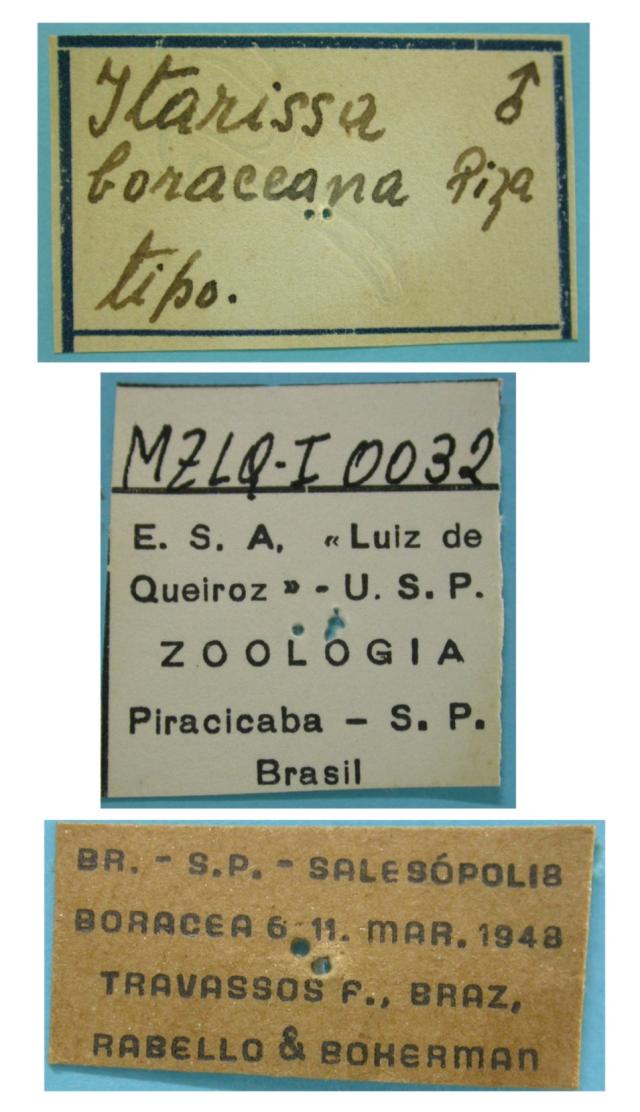 Itarissa ♂
boraceana Piza
tipo.
MZLQ-I 0032
E. S. A. « Luiz de
Queiroz » - U. S. P.
ZOOLOGIA
Piracicaba – S. P.
Brasil
BR. - S.P. - SALESÓPOLIS
BORACEA 6-11. MAR. 1948
TRAVASSOS F., BRAZ,
RABELLO & BOKERMAN